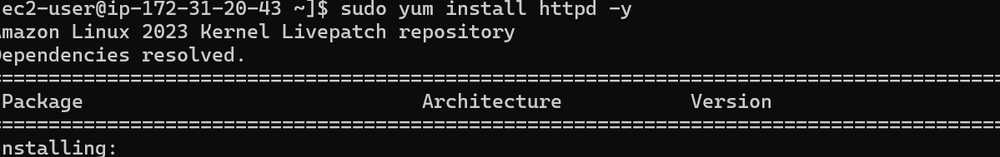 ec2-user@ip-172-31-20-43 ~]$ sudo yum install httpd -y
mazon Linux 2023 Kernel Livepatch repository
ependencies resolved.
================================================================================
Package Architecture Version
================================================================================
nstalling: